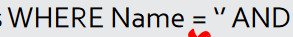 WHERE Name = ‘’ AND